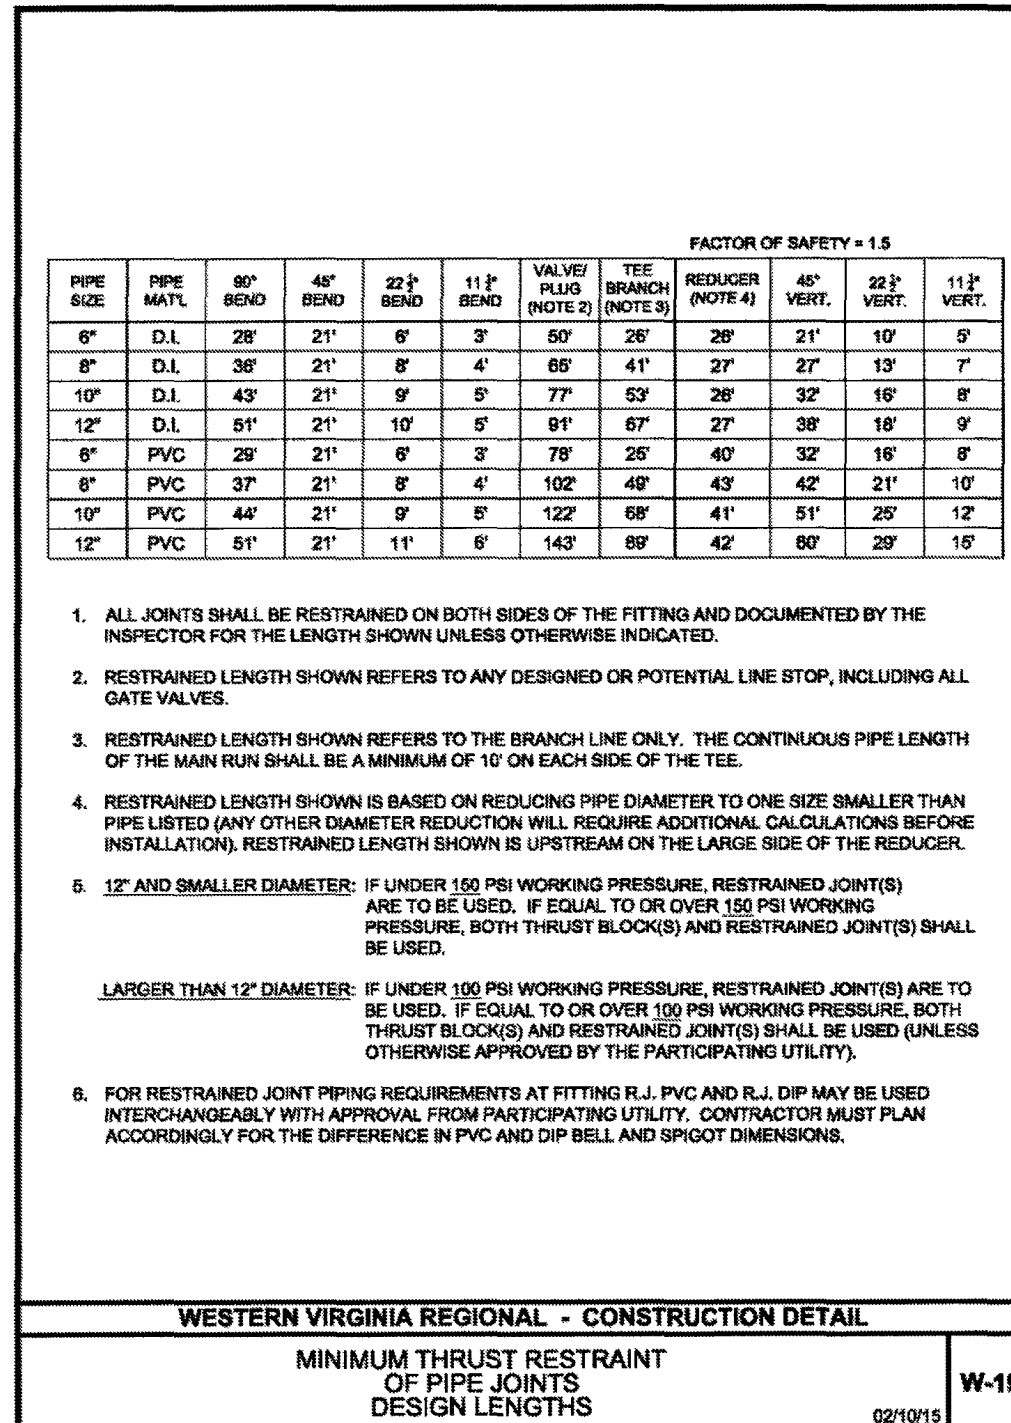 FACTOR OF SAFETY = 1.5
PIPE SIZE | PIPE MAT'L | 90° BEND | 45° BEND | 22 ½° BEND | 11 ¼° BEND | VALVE/ PLUG (NOTE 2) | TEE BRANCH (NOTE 3) | REDUCER (NOTE 4) | 45° VERT. | 22 ½° VERT. | 11 ¼° VERT.
6" | D.I. | 28' | 21' | 6' | 3' | 50' | 26' | 26' | 21' | 10' | 5'
8" | D.I. | 36' | 21' | 8' | 4' | 65' | 41' | 27' | 27' | 13' | 7'
10" | D.I. | 43' | 21' | 9' | 5' | 77' | 53' | 26' | 32' | 16' | 8'
12" | D.I. | 51' | 21' | 10' | 5' | 91' | 67' | 27' | 38' | 18' | 9'
6" | PVC | 29' | 21' | 6' | 3' | 78' | 25' | 40' | 32' | 16' | 8'
8" | PVC | 37' | 21' | 8' | 4' | 102' | 49' | 43' | 42' | 21' | 10'
10" | PVC | 44' | 21' | 9' | 5' | 122' | 68' | 41' | 51' | 25' | 12'
12" | PVC | 51' | 21' | 11' | 6' | 143' | 89' | 42' | 60' | 29' | 15'
1. ALL JOINTS SHALL BE RESTRAINED ON BOTH SIDES OF THE FITTING AND DOCUMENTED BY THE
INSPECTOR FOR THE LENGTH SHOWN UNLESS OTHERWISE INDICATED.
2. RESTRAINED LENGTH SHOWN REFERS TO ANY DESIGNED OR POTENTIAL LINE STOP, INCLUDING ALL
GATE VALVES.
3. RESTRAINED LENGTH SHOWN REFERS TO THE BRANCH LINE ONLY. THE CONTINUOUS PIPE LENGTH
OF THE MAIN RUN SHALL BE A MINIMUM OF 10' ON EACH SIDE OF THE TEE.
4. RESTRAINED LENGTH SHOWN IS BASED ON REDUCING PIPE DIAMETER TO ONE SIZE SMALLER THAN
PIPE LISTED (ANY OTHER DIAMETER REDUCTION WILL REQUIRE ADDITIONAL CALCULATIONS BEFORE
INSTALLATION). RESTRAINED LENGTH SHOWN IS UPSTREAM ON THE LARGE SIDE OF THE REDUCER.
5. 12" AND SMALLER DIAMETER: IF UNDER 150 PSI WORKING PRESSURE, RESTRAINED JOINT(S)
ARE TO BE USED. IF EQUAL TO OR OVER 150 PSI WORKING
PRESSURE, BOTH THRUST BLOCK(S) AND RESTRAINED JOINT(S) SHALL
BE USED.
LARGER THAN 12" DIAMETER: IF UNDER 100 PSI WORKING PRESSURE, RESTRAINED JOINT(S) ARE TO
BE USED. IF EQUAL TO OR OVER 100 PSI WORKING PRESSURE, BOTH
THRUST BLOCK(S) AND RESTRAINED JOINT(S) SHALL BE USED (UNLESS
OTHERWISE APPROVED BY THE PARTICIPATING UTILITY).
6. FOR RESTRAINED JOINT PIPING REQUIREMENTS AT FITTING R.J. PVC AND R.J. DIP MAY BE USED
INTERCHANGEABLY WITH APPROVAL FROM PARTICIPATING UTILITY. CONTRACTOR MUST PLAN
ACCORDINGLY FOR THE DIFFERENCE IN PVC AND DIP BELL AND SPIGOT DIMENSIONS.
WESTERN VIRGINIA REGIONAL - CONSTRUCTION DETAIL
MINIMUM THRUST RESTRAINT
OF PIPE JOINTS
DESIGN LENGTHS
02/10/15